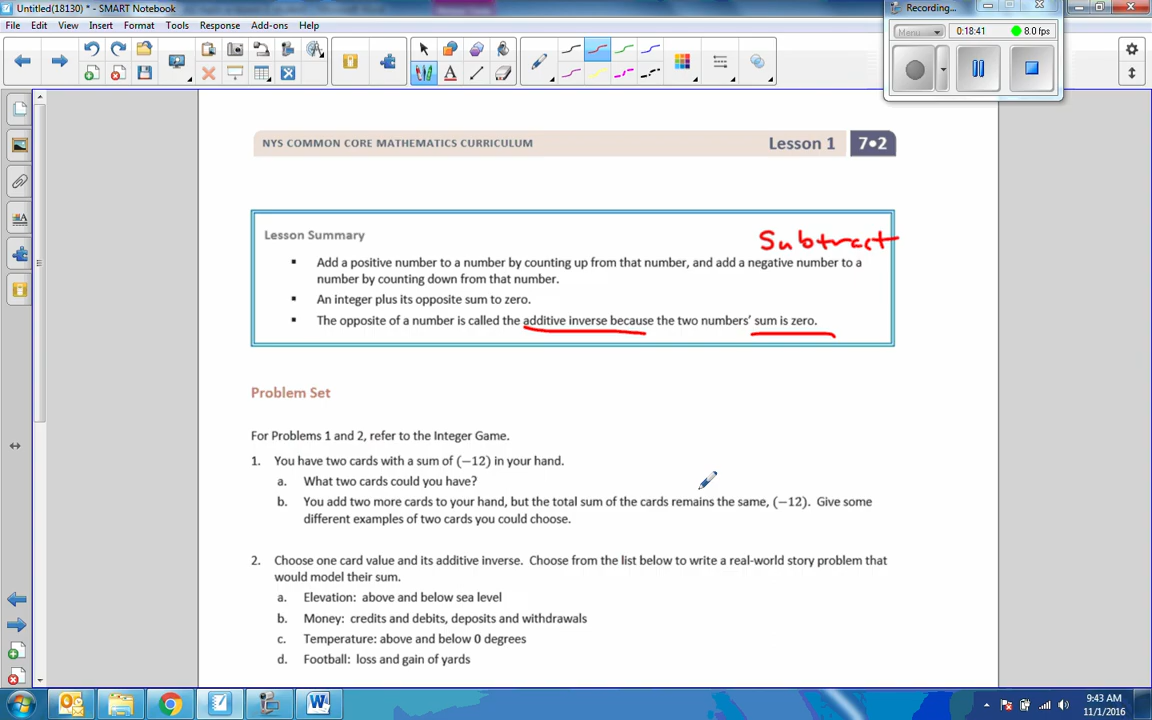 Untitled(18130) * - SMART Notebook
Recording...
File Edit View Insert Format Tools Response Add-ons Help
Menu
0:18:41
8.0 fps
NYS COMMON CORE MATHEMATICS CURRICULUM
Lesson 1
7•2
Subtract
Lesson Summary
▪ Add a positive number to a number by counting up from that number, and add a negative number to a
number by counting down from that number.
▪ An integer plus its opposite sum to zero.
▪ The opposite of a number is called the additive inverse because the two numbers’ sum is zero.
Problem Set
For Problems 1 and 2, refer to the Integer Game.
1. You have two cards with a sum of (−12) in your hand.
a. What two cards could you have?
b. You add two more cards to your hand, but the total sum of the cards remains the same, (−12). Give some
different examples of two cards you could choose.
2. Choose one card value and its additive inverse. Choose from the list below to write a real-world story problem that
would model their sum.
a. Elevation: above and below sea level
b. Money: credits and debits, deposits and withdrawals
c. Temperature: above and below 0 degrees
d. Football: loss and gain of yards
9:43 AM
11/1/2016